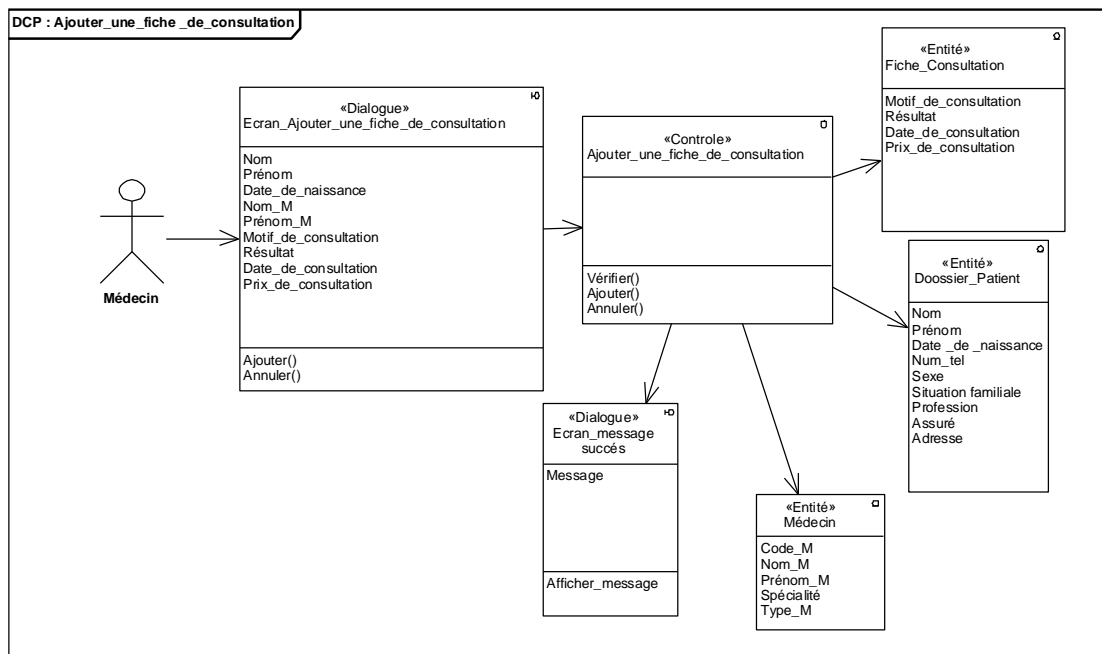 DCP : Ajouter_une_fiche _de_consultation
«Dialogue»
Ecran_Ajouter_une_fiche_de_consultation
Nom
Prénom
Date_de_naissance
Nom_M
Prénom_M
Motif_de_consultation
Résultat
Date_de_consultation
Prix_de_consultation
Ajouter()
Annuler()
Médecin
«Controle»
Ajouter_une_fiche_de_consultation
Vérifier()
Ajouter()
Annuler()
«Entité»
Fiche_Consultation
Motif_de_consultation
Résultat
Date_de_consultation
Prix_de_consultation
«Entité»
Doossier_Patient
Nom
Prénom
Date _de _naissance
Num_tel
Sexe
Situation familiale
Profession
Assuré
Adresse
«Dialogue»
Ecran_message
succés
Message
Afficher_message
«Entité»
Médecin
Code_M
Nom_M
Prénom_M
Spécialité
Type_M